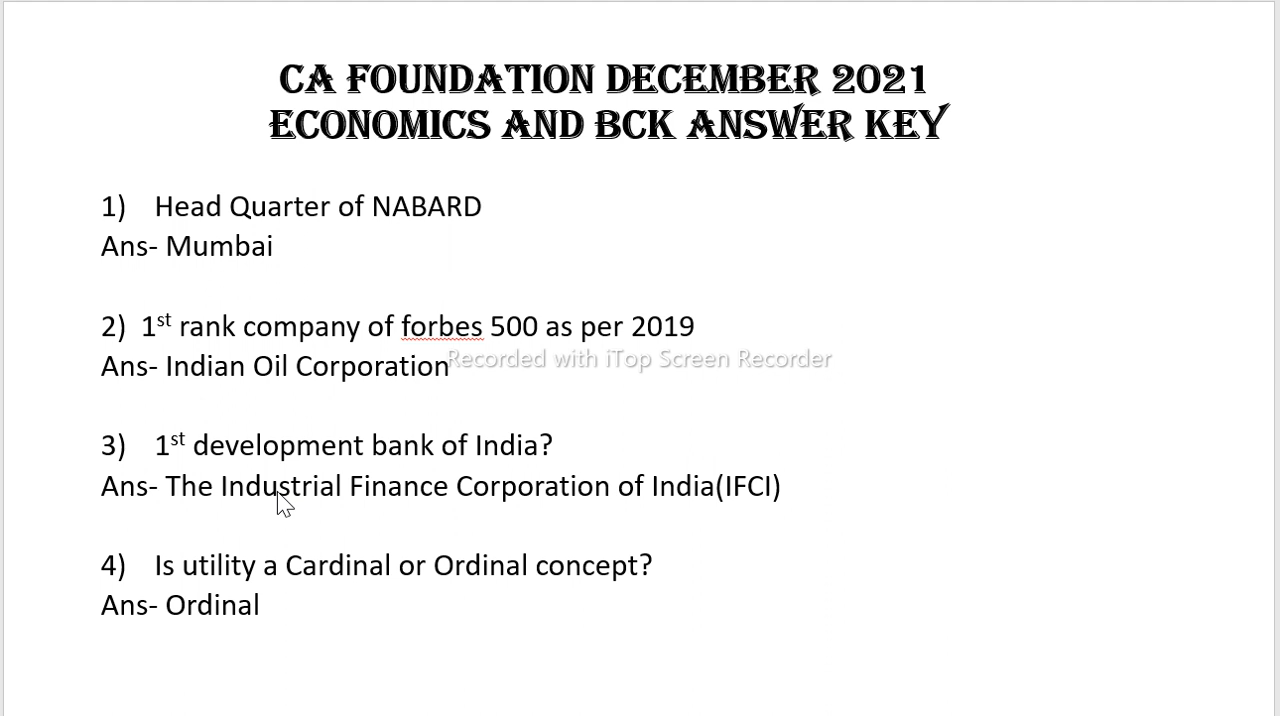 CA FOUNDATION DECEMBER 2021
ECONOMICS AND BCK ANSWER KEY
1) Head Quarter of NABARD
Ans- Mumbai
2) 1st rank company of forbes 500 as per 2019
Ans- Indian Oil Corporation
Recorded with iTop Screen Recorder
3) 1st development bank of India?
Ans- The Industrial Finance Corporation of India(IFCI)
4) Is utility a Cardinal or Ordinal concept?
Ans- Ordinal